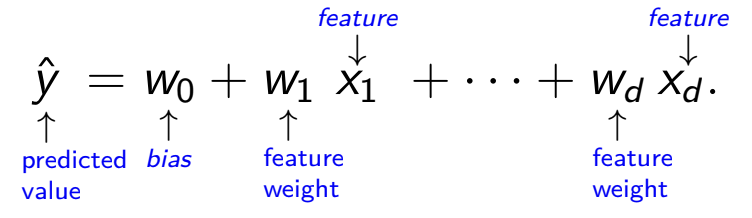 feature feature
ŷ = w₀ + w₁ x₁ + ⋯ + w_d x_d.
predicted bias feature feature
value weight weight